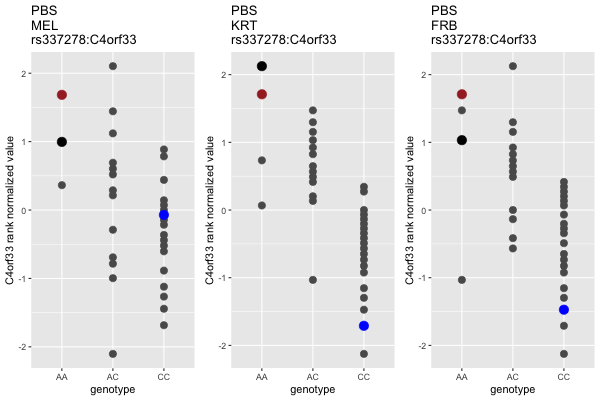 PBS
MEL
rs337278:C4orf33
C4orf33 rank normalized value
2
1
0
-1
-2
AA
AC
CC
genotype
PBS
KRT
rs337278:C4orf33
C4orf33 rank normalized value
2
1
0
-1
-2
AA
AC
CC
genotype
PBS
FRB
rs337278:C4orf33
C4orf33 rank normalized value
2
1
0
-1
-2
AA
AC
CC
genotype